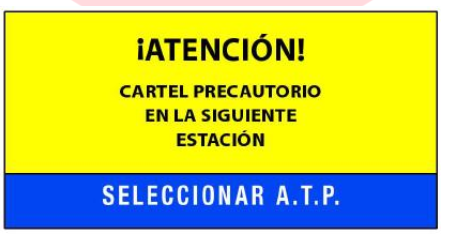 ¡ATENCIÓN!
CARTEL PRECAUTORIO
EN LA SIGUIENTE
ESTACIÓN
SELECCIONAR A.T.P.